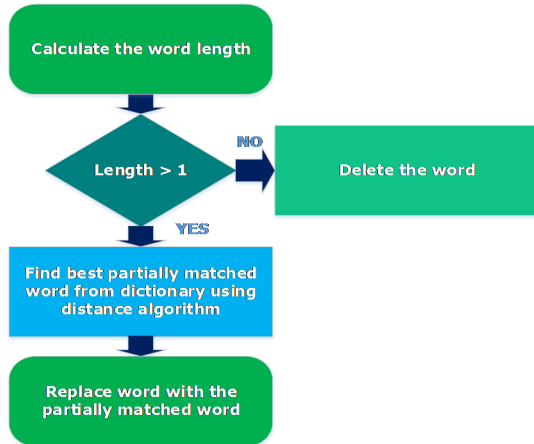 Calculate the word length
Length > 1
NO
Delete the word
YES
Find best partially matched
word from dictionary using
distance algorithm
Replace word with the
partially matched word